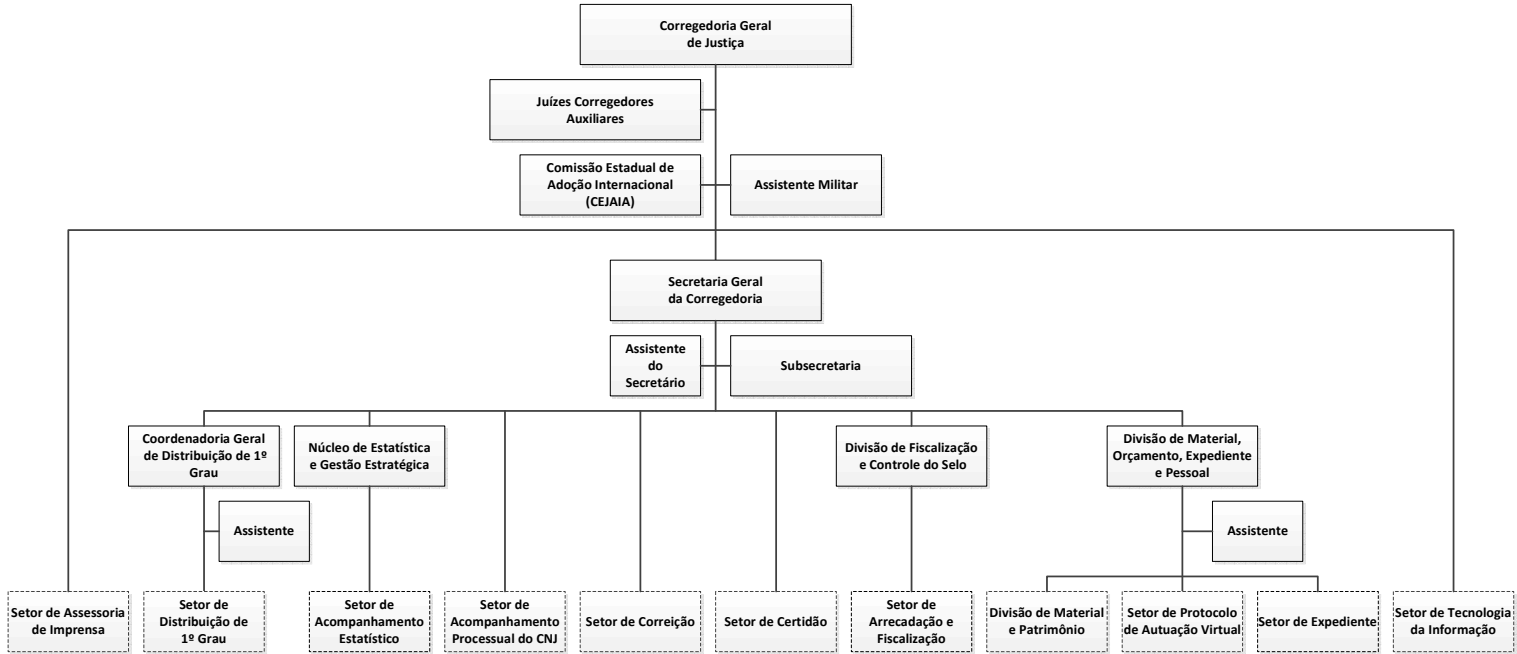 Corregedoria Geral
de Justiça
Juízes Corregedores
Auxiliares
Comissão Estadual de
Adoção Internacional
(CEJAIA)
Assistente Militar
Secretaria Geral
da Corregedoria
Assistente
do
Secretário
Subsecretaria
Coordenadoria Geral
de Distribuição de 1º
Grau
Núcleo de Estatística
e Gestão Estratégica
Divisão de Fiscalização
e Controle do Selo
Divisão de Material,
Orçamento, Expediente
e Pessoal
Assistente
Assistente
Setor de Assessoria
de Imprensa
Setor de
Distribuição de
1º Grau
Setor de
Acompanhamento
Estatístico
Setor de
Acompanhamento
Processual do CNJ
Setor de Correição
Setor de Certidão
Setor de
Arrecadação e
Fiscalização
Divisão de Material
e Patrimônio
Setor de Protocolo
de Autuação Virtual
Setor de Expediente
Setor de Tecnologia
da Informação